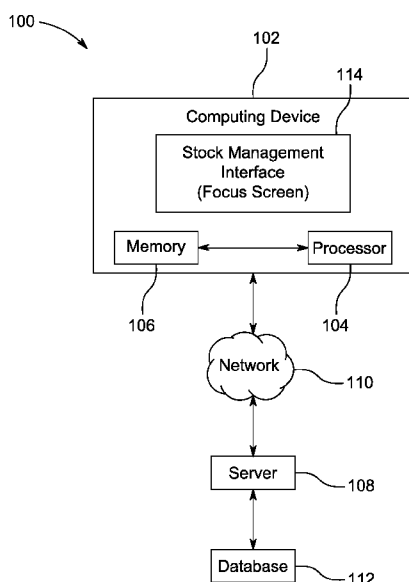 100
102
114
Computing Device
Stock Management
Interface
(Focus Screen)
Memory
Processor
106
104
Network
110
Server
108
Database
112